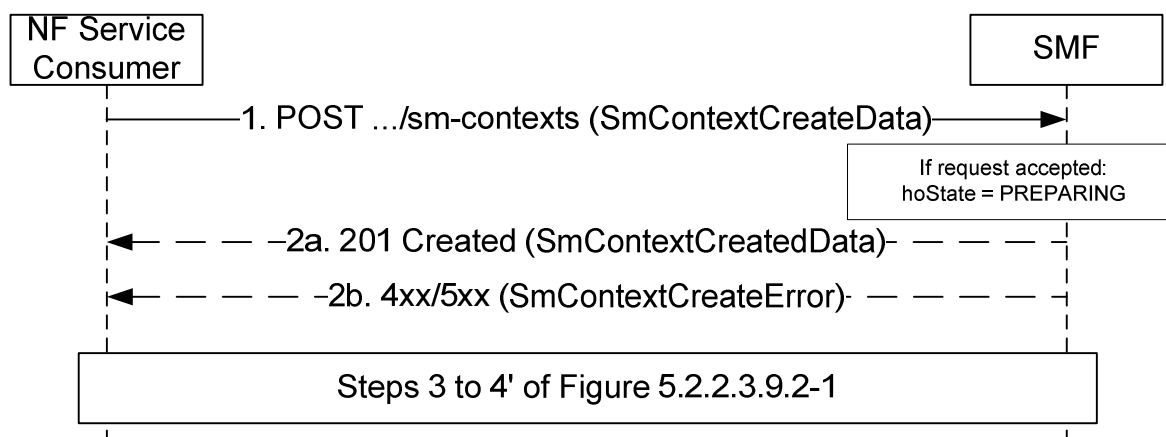 NF Service
Consumer
SMF
1. POST .../sm-contexts (SmContextCreateData)
If request accepted:
hoState = PREPARING
2a. 201 Created (SmContextCreatedData)
2b. 4xx/5xx (SmContextCreateError)
Steps 3 to 4' of Figure 5.2.2.3.9.2-1